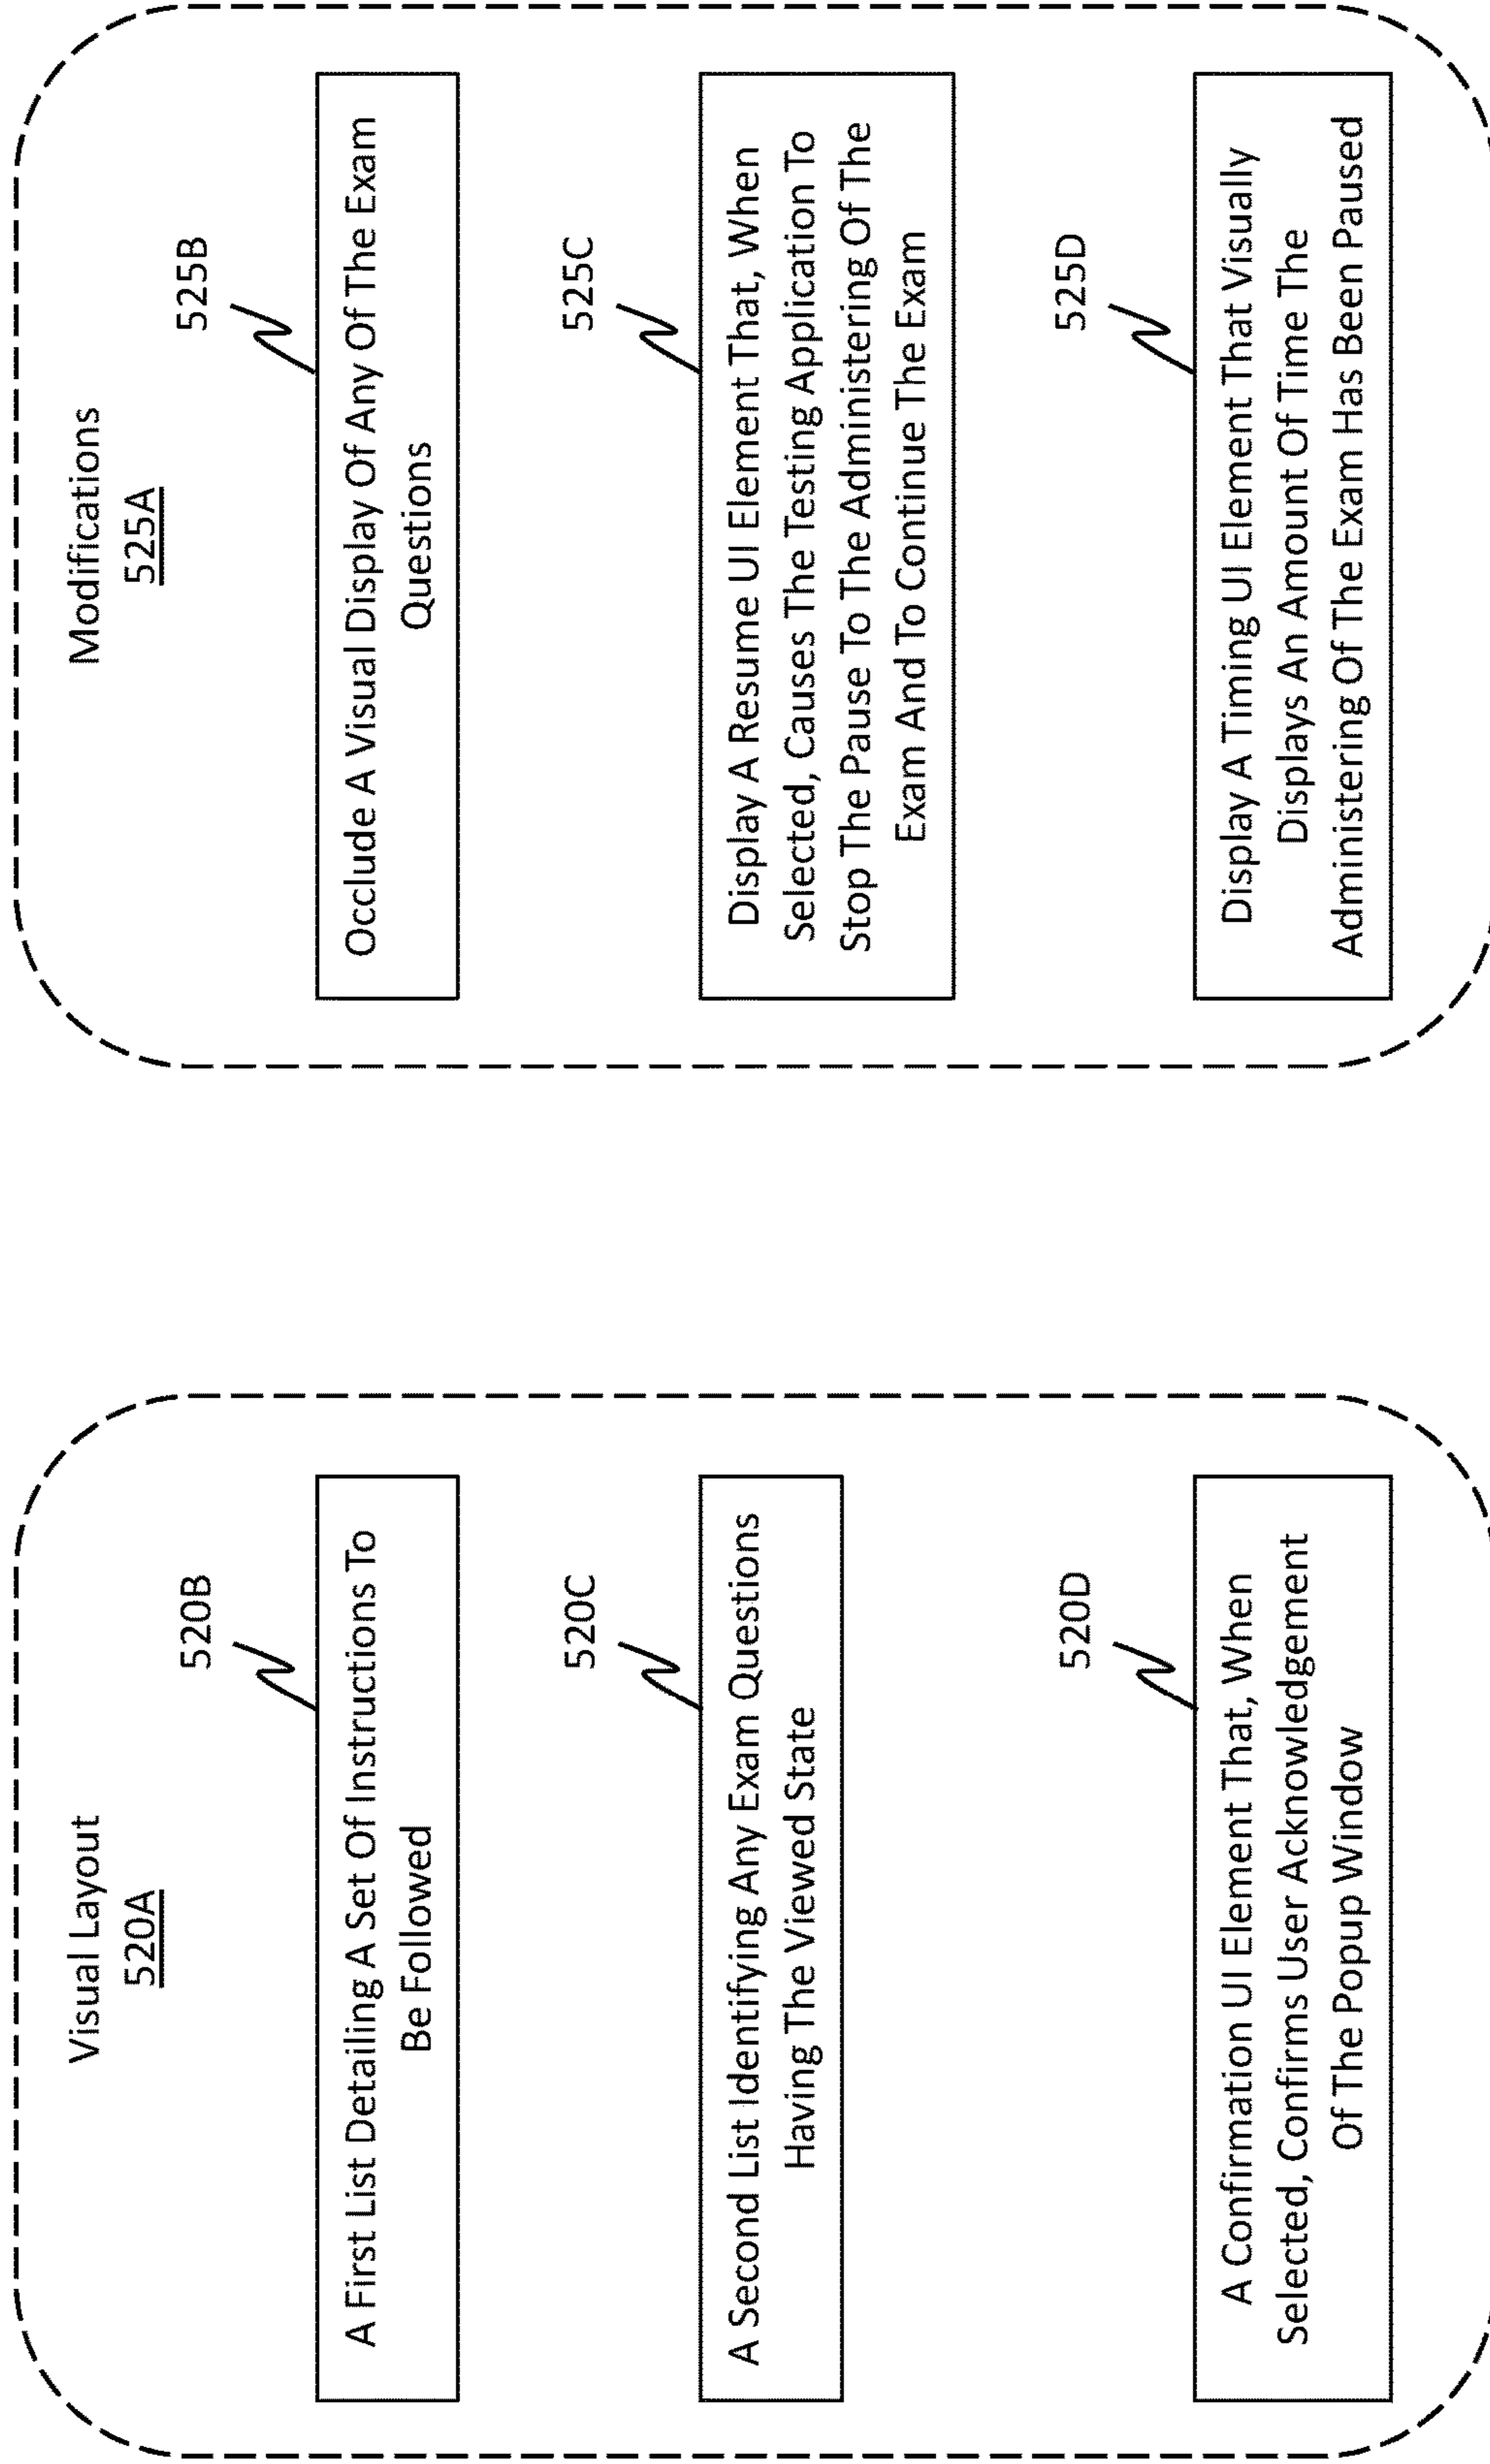 Visual Layout
520A
520B
A First List Detailing A Set Of Instructions To
Be Followed
520C
A Second List Identifying Any Exam Questions
Having The Viewed State
520D
A Confirmation UI Element That, When
Selected, Confirms User Acknowledgement
Of The Popup Window
Modifications
525A
525B
Occlude A Visual Display Of Any Of The Exam
Questions
525C
Display A Resume UI Element That, When
Selected, Causes The Testing Application To
Stop The Pause To The Administering Of The
Exam And To Continue The Exam
525D
Display A Timing UI Element That Visually
Displays An Amount Of Time The
Administering Of The Exam Has Been Paused